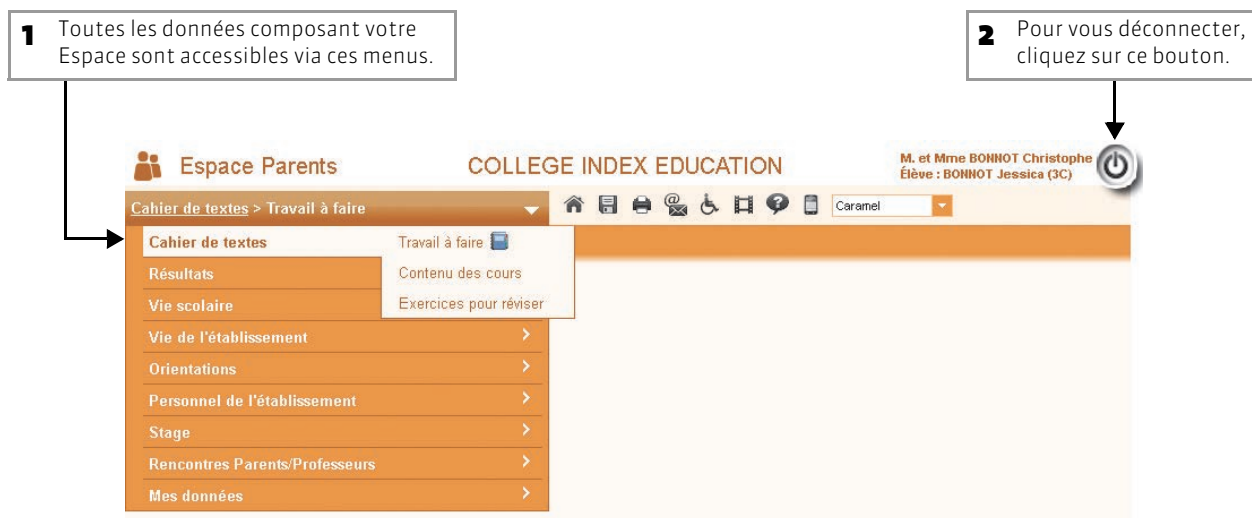 1 Toutes les données composant votre
Espace sont accessibles via ces menus.
2 Pour vous déconnecter,
cliquez sur ce bouton.
Espace Parents
COLLEGE INDEX EDUCATION
M. et Mme BONNOT Christophe
Élève : BONNOT Jessica (3C)
Cahier de textes > Travail à faire
Caramel
Cahier de textes
Travail à faire
Résultats
Contenu des cours
Vie scolaire
Exercices pour réviser
Vie de l'établissement
Orientations
Personnel de l'établissement
Stage
Rencontres Parents/Professeurs
Mes données